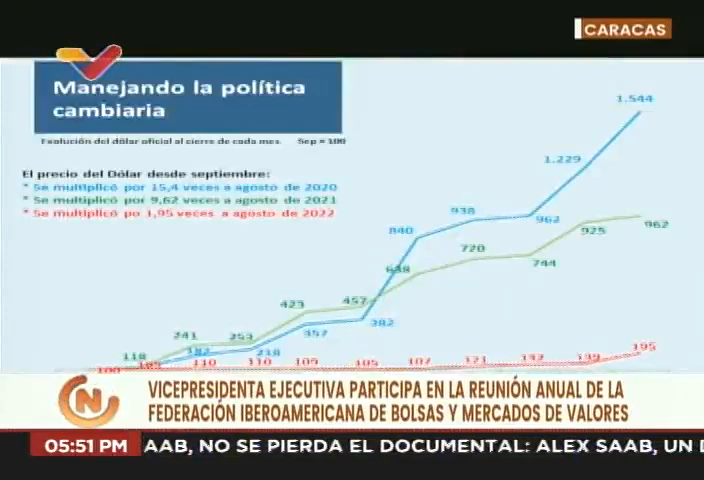 CARACAS
Manejando la política
cambiaria
Evolución del dólar oficial al cierre de cada mes. Sep = 100
El precio del Dólar desde septiembre:
* Se multiplicó por 15,4 veces a agosto de 2020
* Se multiplicó por 9,62 veces a agosto de 2021
* Se multiplicó po 1,95 veces a agosto de 2022
1.544
1.229
938
840
962
925
962
720
744
638
423
457
382
357
241
253
118
182
218
195
100
105
110
110
109
105
107
121
132
139
N
VICEPRESIDENTA EJECUTIVA PARTICIPA EN LA REUNIÓN ANUAL DE LA
FEDERACIÓN IBEROAMERICANA DE BOLSAS Y MERCADOS DE VALORES
05:51 PM AAB, NO SE PIERDA EL DOCUMENTAL: ALEX SAAB, UN